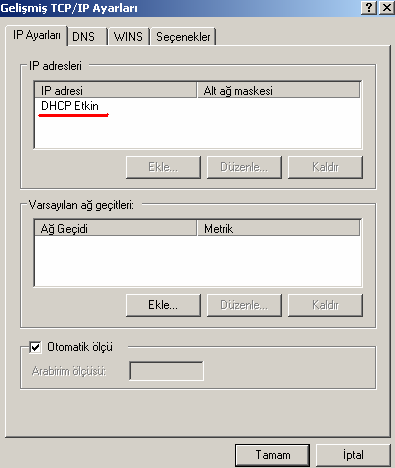 Gelişmiş TCP/IP Ayarları
IP Ayarları DNS WINS Seçenekler
IP adresleri
IP adresi Alt ağ maskesi
DHCP Etkin
Ekle... Düzenle... Kaldır
Varsayılan ağ geçitleri:
Ağ Geçidi Metrik
Ekle... Düzenle... Kaldır
Otomatik ölçü
Arabirim ölçüsü:
Tamam İptal